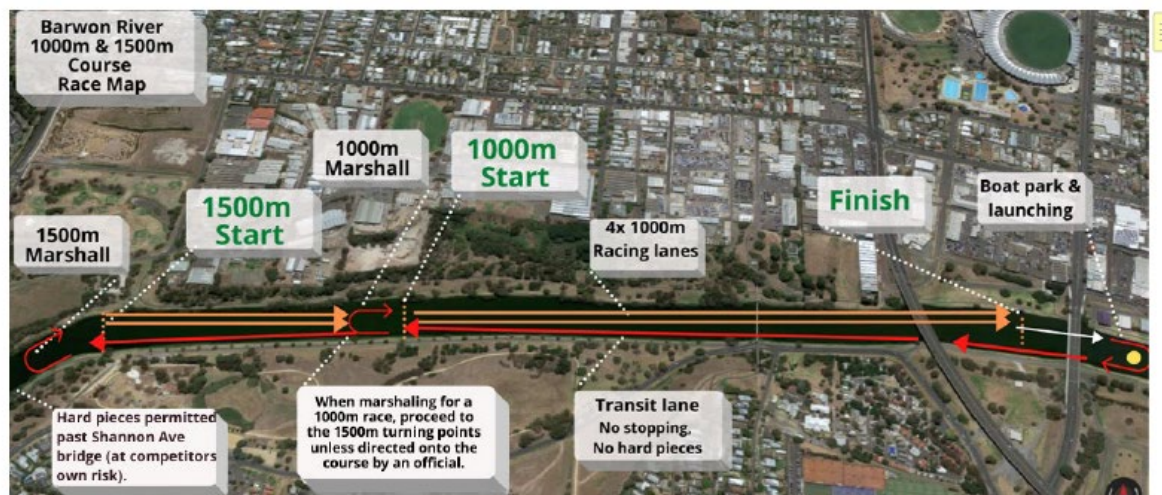 Barwon River
1000m & 1500m
Course
Race Map
1000m
Marshall
1000m
Start
1500m
Start
1500m
Marshall
4x 1000m
Racing lanes
Finish
Boat park &
launching
Hard pieces permitted
past Shannon Ave
bridge (at competitors
own risk).
When marshaling for a
1000m race, proceed to
the 1500m turning points
unless directed onto the
course by an official.
Transit lane
No stopping,
No hard pieces